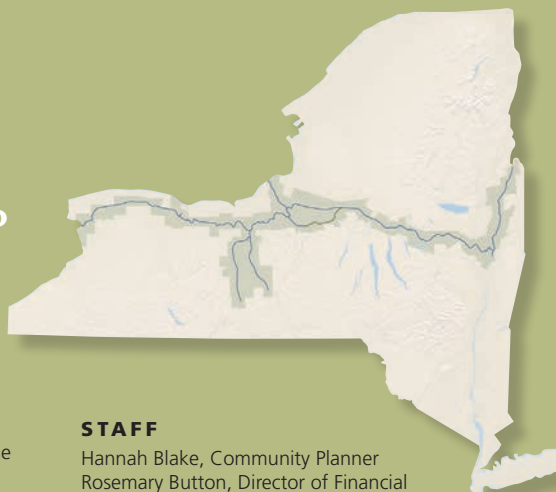 STAFF
Hannah Blake, Community Planner
Rosemary Button, Director of Financial